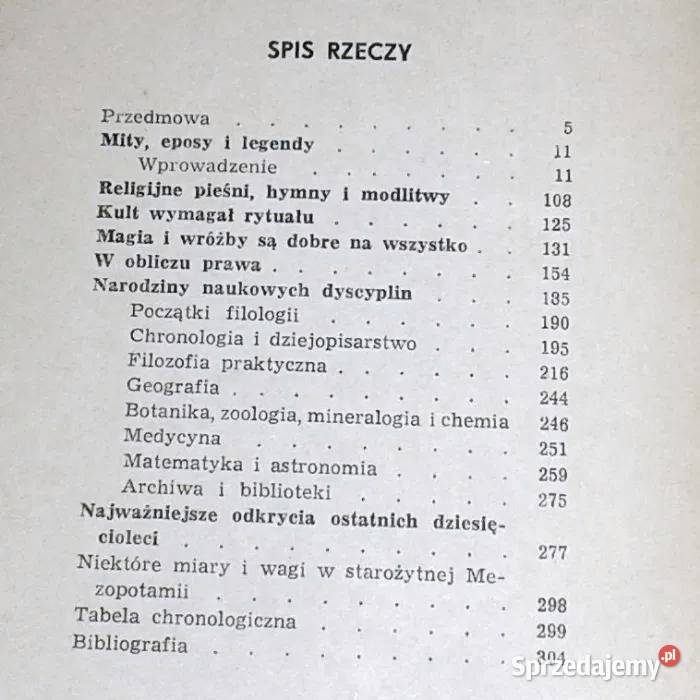 SPIS RZECZY
Przedmowa . . . . . . . . . 5
Mity, eposy i legendy . . . . . . 11
Wprowadzenie . . . . . . . 11
Religijne pieśni, hymny i modlitwy . . . 108
Kult wymagał rytuału . . . . . . 125
Magia i wróżby są dobre na wszystko . . 131
W obliczu prawa . . . . . . . . 154
Narodziny naukowych dyscyplin . . . . 185
Początki filologii . . . . . . 190
Chronologia i dziejopisarstwo . . . 195
Filozofia praktyczna . . . . . . 216
Geografia . . . . . . . . . 244
Botanika, zoologia, mineralogia i chemia 246
Medycyna . . . . . . . . 251
Matematyka i astronomia . . . . 259
Archiwa i biblioteki . . . . . 275
Najważniejsze odkrycia ostatnich dziesię-
cioleci . . . . . . . . . . 277
Niektóre miary i wagi w starożytnej Me-
zopotamii . . . . . . . . . 298
Tabela chronologiczna . . . . . . 299
Bibliografia . . . . . . . . . 304
Sprzedajemy.pl